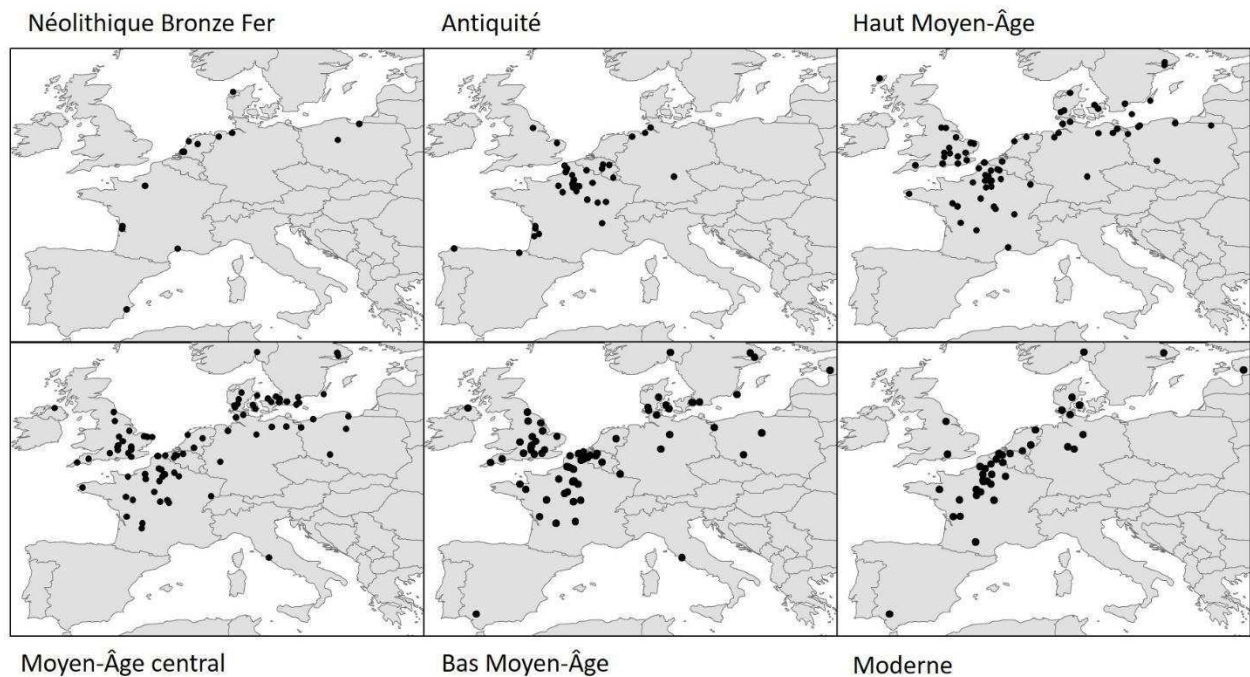 Néolithique Bronze Fer
Antiquité
Haut Moyen-Âge
Moyen-Âge central
Bas Moyen-Âge
Moderne